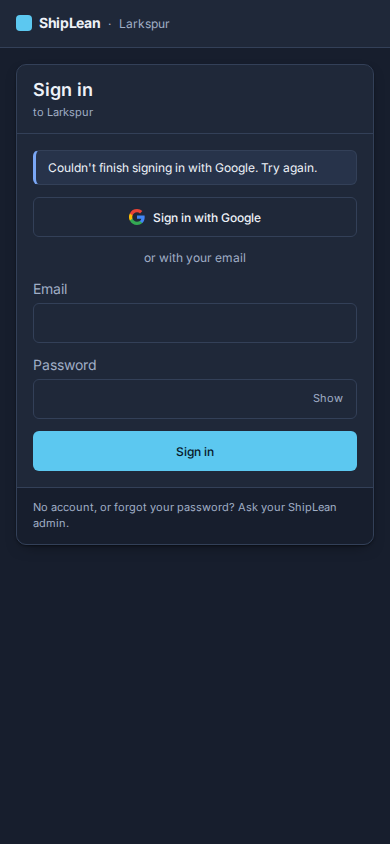 ShipLean · Larkspur
Sign in
to Larkspur
Couldn't finish signing in with Google. Try again.
Sign in with Google
or with your email
Email
Password
Show
Sign in
No account, or forgot your password? Ask your ShipLean
admin.